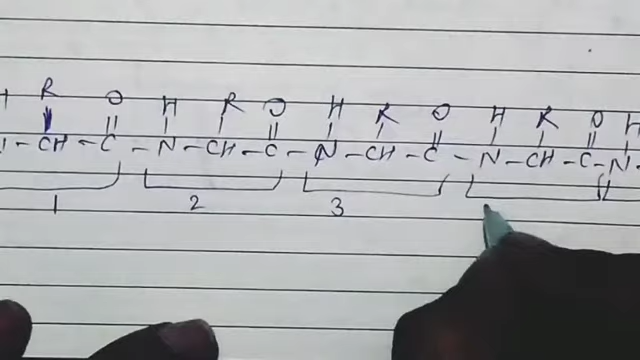 H R O H R O H R O H R O H
- CH - C - N - CH - C - N - CH - C - N - CH - C - N
1 2 3